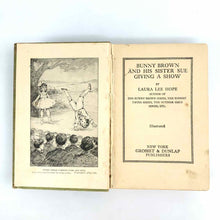 BUNNY BROWN
AND HIS SISTER SUE
GIVING A SHOW
BY
LAURA LEE HOPE
AUTHOR OF
THE BUNNY BROWN SERIES, THE BOBBSEY
TWINS SERIES, THE OUTDOOR GIRLS
SERIES, ETC.
Illustrated
NEW YORK
GROSSET & DUNLAP
PUBLISHERS